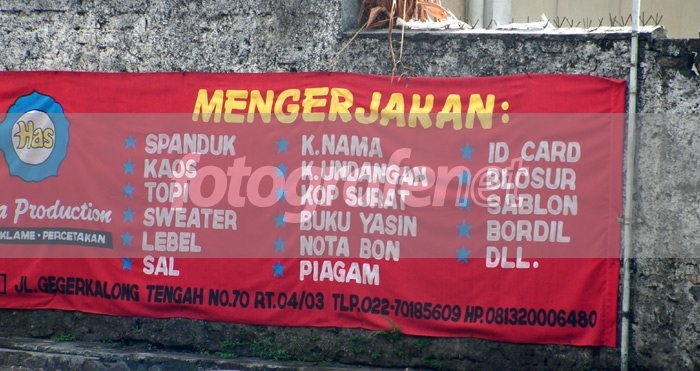 MENGERJAKAN:
Has
a Production
KLAME • PERCETAKAN
SPANDUK
KAOS
TOPI
SWEATER
LEBEL
SAL
K.NAMA
K.UNDANGAN
KOP SURAT
BUKU YASIN
NOTA BON
PIAGAM
ID CARD
BLOSUR
SABLON
BORDIL
DLL.
JL.GEGERKALONG TENGAH NO.70 RT.04/03 TLP.022-70185609 HP.081320006480
fotografenet